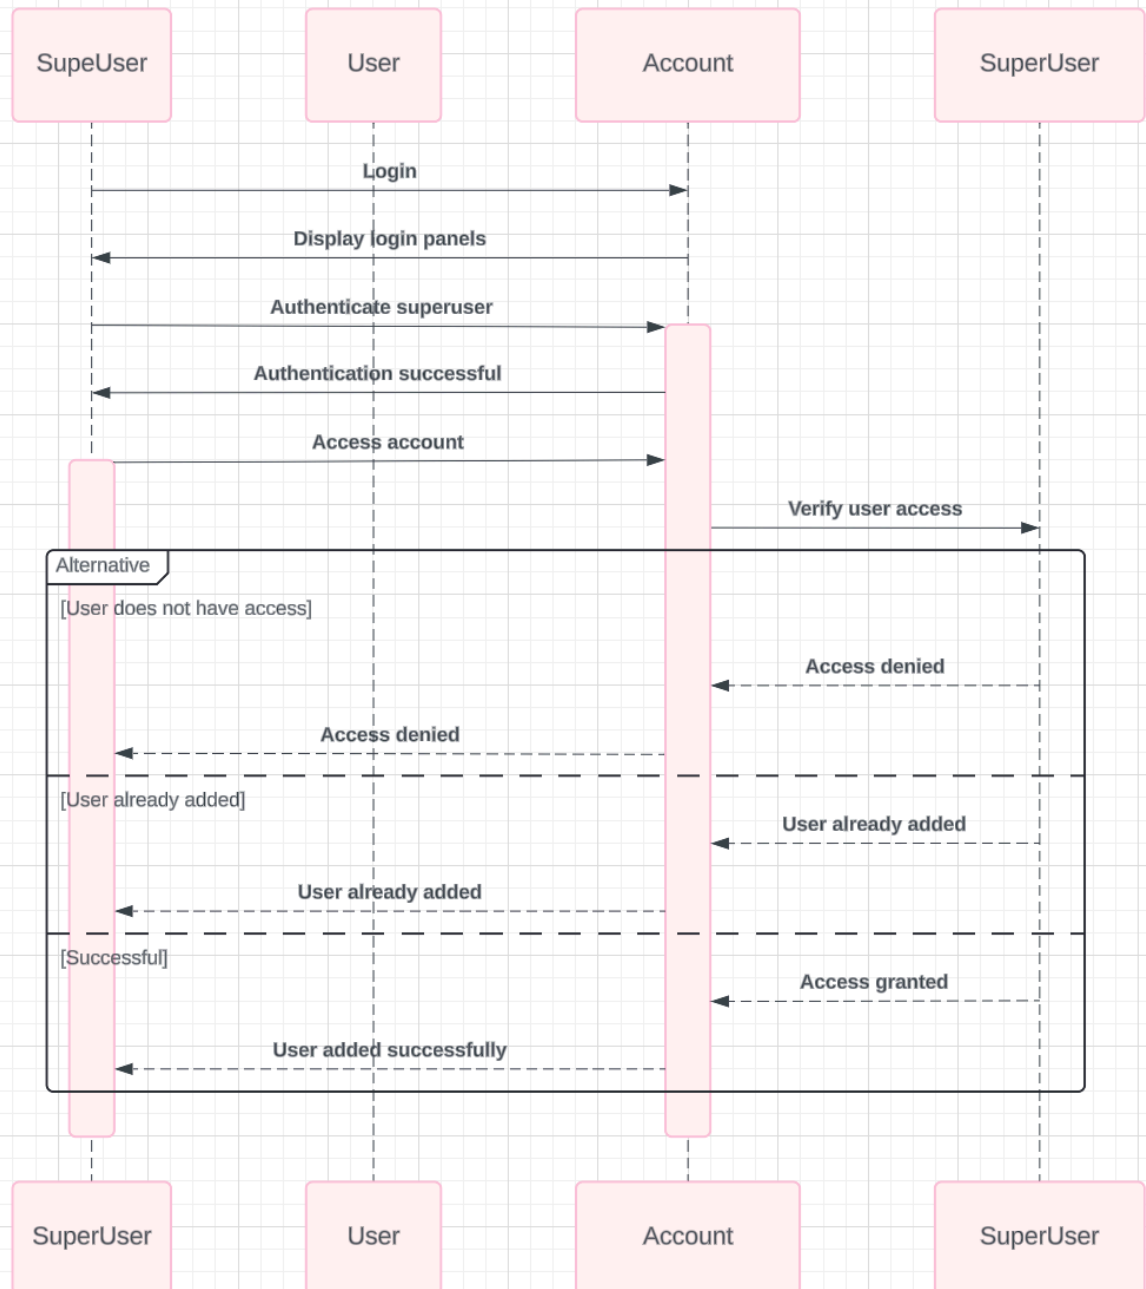 SupeUser
User
Account
SuperUser
Login
Display login panels
Authenticate superuser
Authentication successful
Access account
Verify user access
Alternative
[User does not have access]
Access denied
Access denied
[User already added]
User already added
User already added
[Successful]
Access granted
User added successfully
SuperUser
User
Account
SuperUser